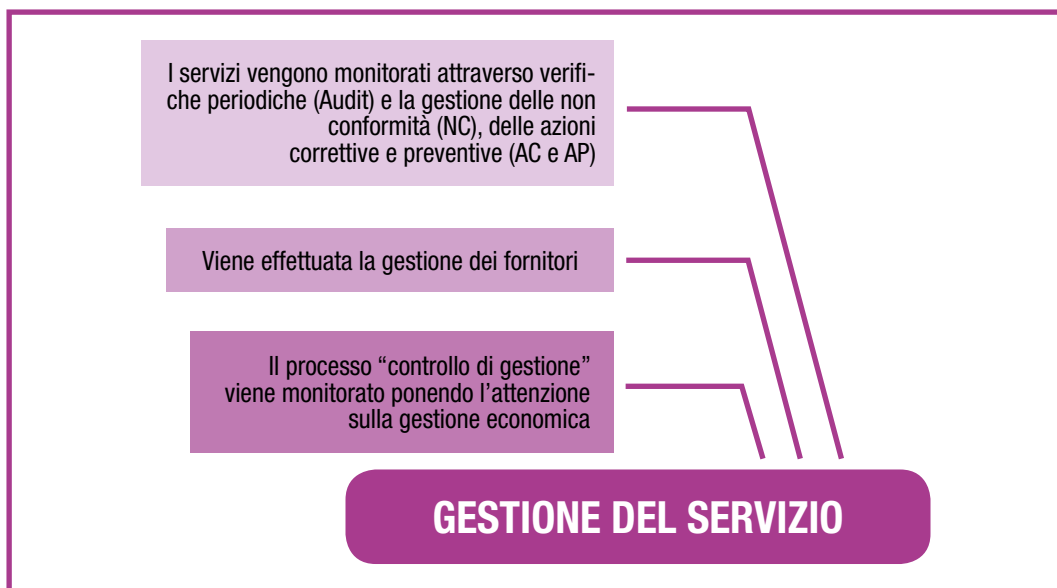 I servizi vengono monitorati attraverso verifi-
che periodiche (Audit) e la gestione delle non
conformità (NC), delle azioni
correttive e preventive (AC e AP)
Viene effettuata la gestione dei fornitori
Il processo “controllo di gestione”
viene monitorato ponendo l’attenzione
sulla gestione economica
GESTIONE DEL SERVIZIO